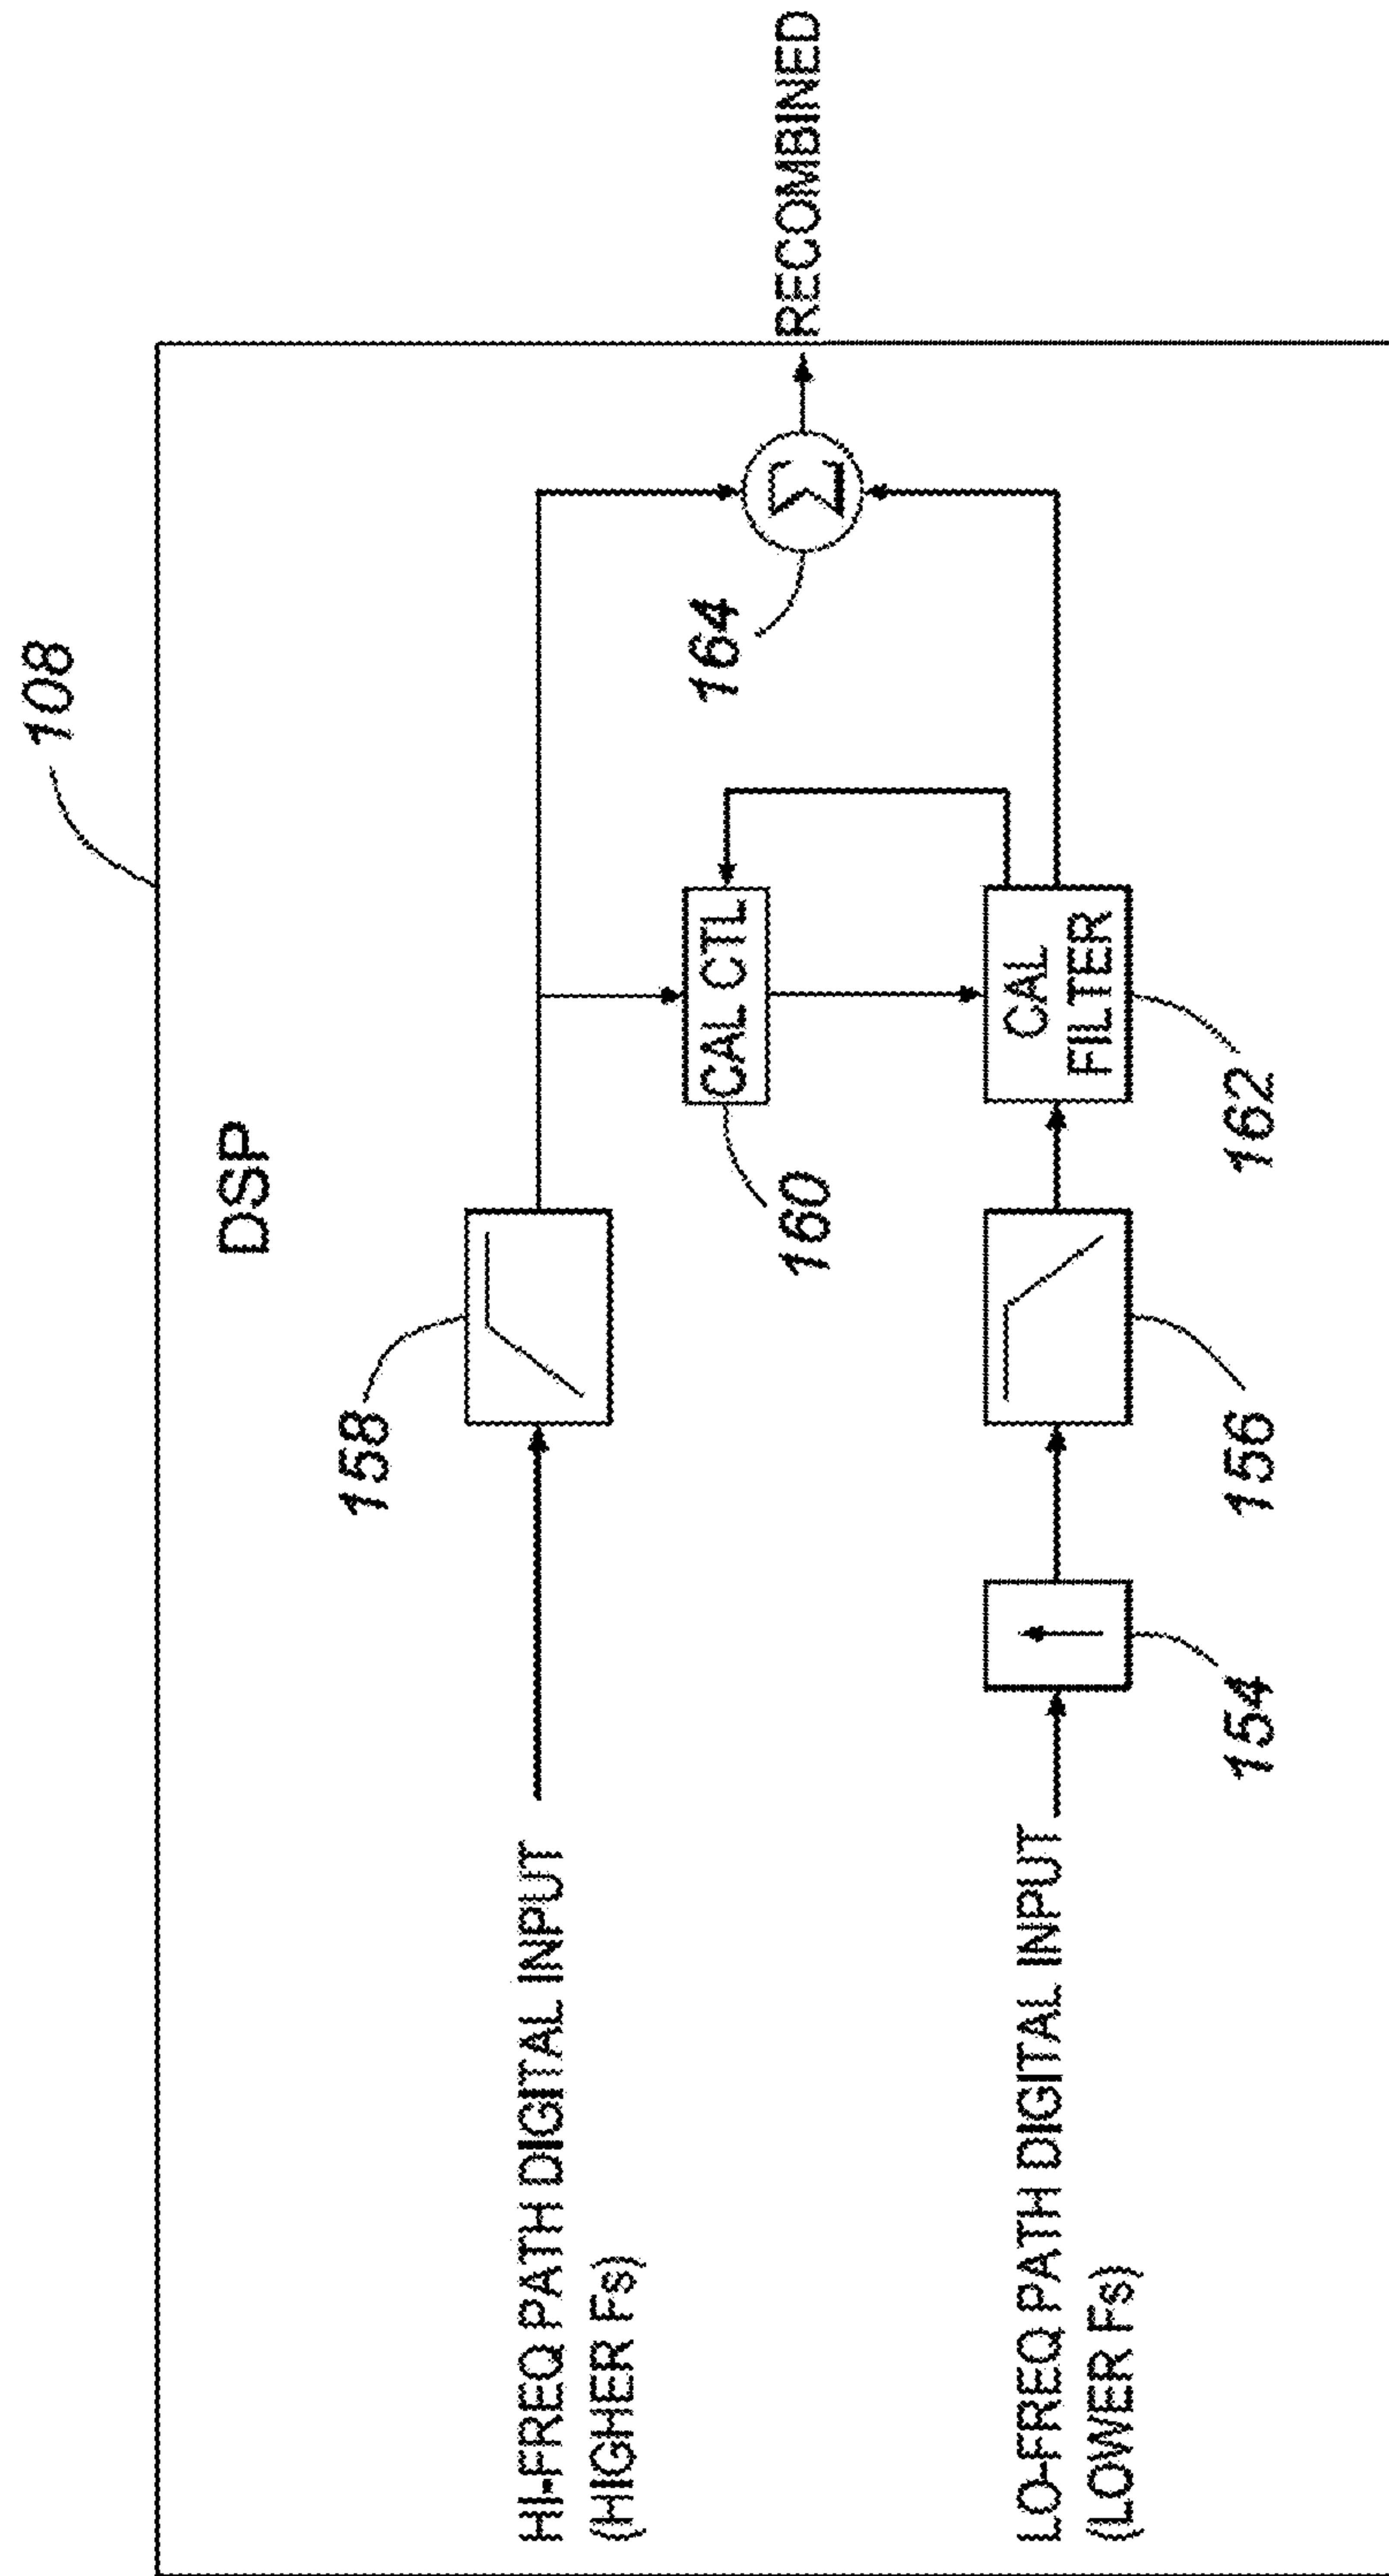 108
DSP
158
HI-FREQ PATH DIGITAL INPUT
(HIGHER Fs)
CAL CTL
160
164
RECOMBINED
LO-FREQ PATH DIGITAL INPUT
(LOWER Fs)
CAL
FILTER
154
156
162